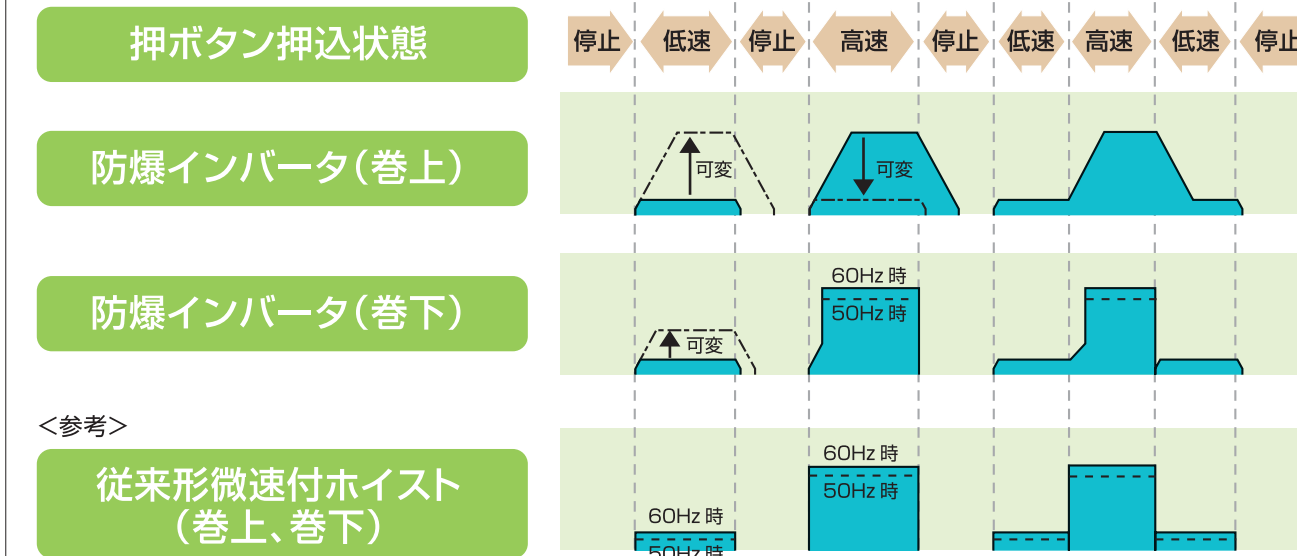 押ボタン押込状態
停止 低速 停止 高速 停止 低速 高速 低速 停止
防爆インバータ（巻上）
可変 可変
防爆インバータ（巻下）
可変
60Hz 時
50Hz 時
＜参考＞
従来形微速付ホイスト
（巻上、巻下）
60Hz 時
50Hz 時
60Hz 時
50Hz 時